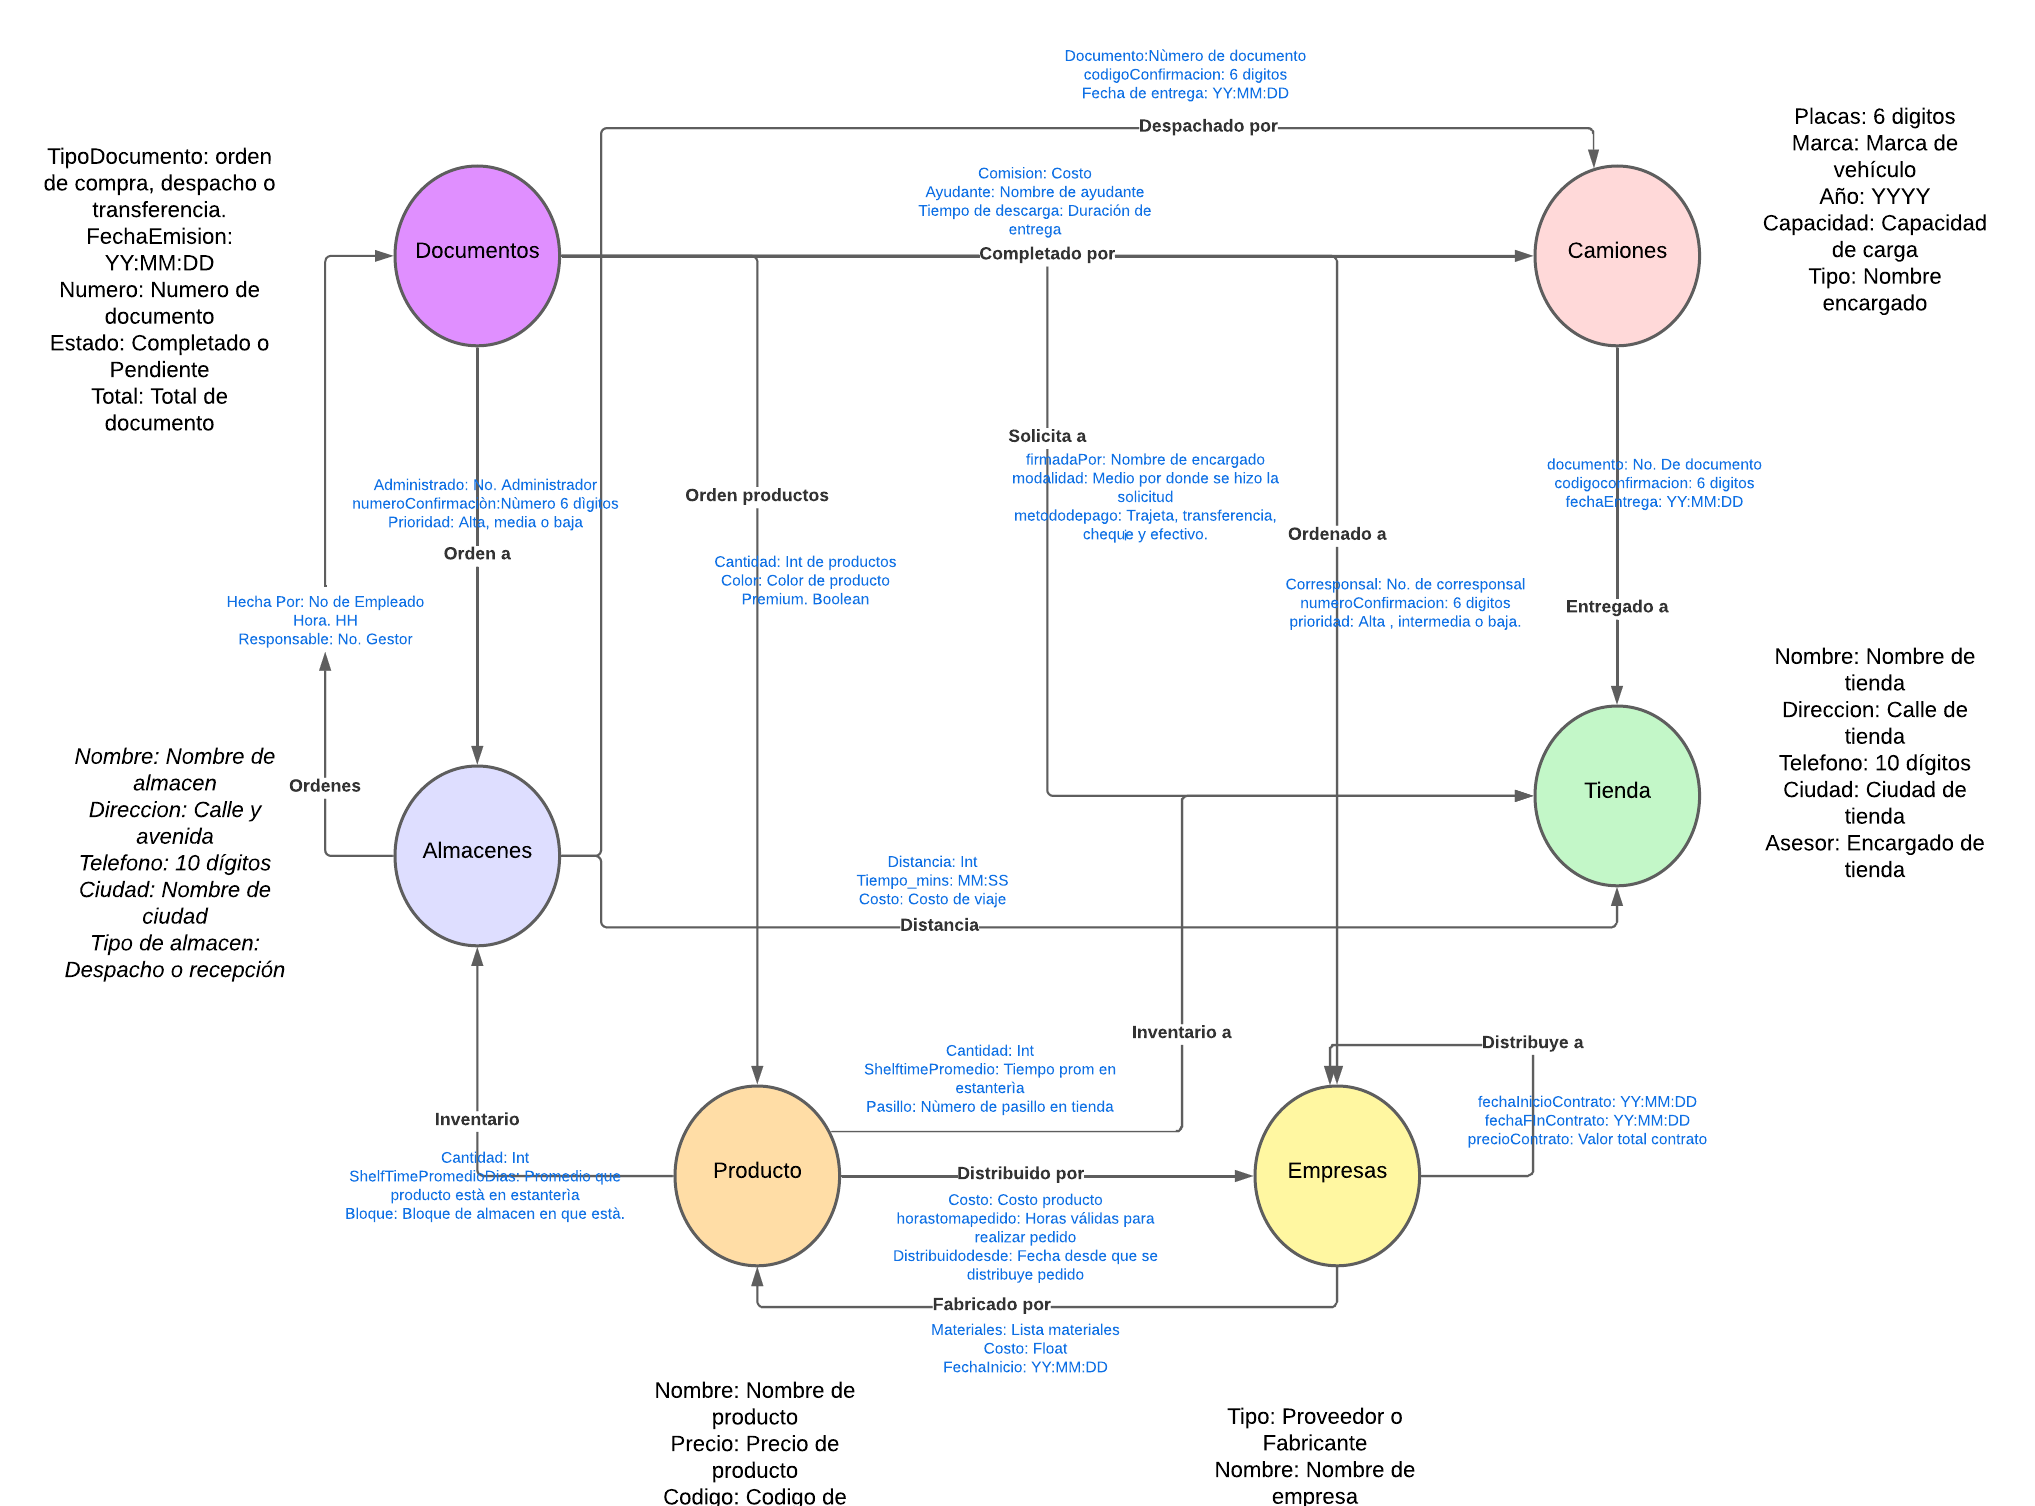 Documento:Nùmero de documento
codigoConfirmacion: 6 digitos
Fecha de entrega: YY:MM:DD
Despachado por
Placas: 6 digitos
Marca: Marca de
vehículo
Año: YYYY
Capacidad: Capacidad
de carga
Tipo: Nombre
encargado
TipoDocumento: orden
de compra, despacho o
transferencia.
FechaEmision:
YY:MM:DD
Numero: Numero de
documento
Estado: Completado o
Pendiente
Total: Total de
documento
Documentos
Comision: Costo
Ayudante: Nombre de ayudante
Tiempo de descarga: Duración de
entrega
Completado por
Camiones
Solicita a
firmadaPor: Nombre de encargado
modalidad: Medio por donde se hizo la
solicitud
metododepago: Trajeta, transferencia,
cheque y efectivo.
documento: No. De documento
codigoconfirmacion: 6 digitos
fechaEntrega: YY:MM:DD
Administrado: No. Administrador
numeroConfirmaciòn:Nùmero 6 dìgitos
Prioridad: Alta, media o baja
Orden a
Orden productos
Cantidad: Int de productos
Color: Color de producto
Premium. Boolean
Ordenado a
Corresponsal: No. de corresponsal
numeroConfirmacion: 6 digitos
prioridad: Alta , intermedia o baja.
Entregado a
Hecha Por: No de Empleado
Hora. HH
Responsable: No. Gestor
Nombre: Nombre de
tienda
Direccion: Calle de
tienda
Telefono: 10 dígitos
Ciudad: Ciudad de
tienda
Asesor: Encargado de
tienda
Nombre: Nombre de
almacen
Direccion: Calle y
avenida
Telefono: 10 dígitos
Ciudad: Nombre de
ciudad
Tipo de almacen:
Despacho o recepción
Ordenes
Almacenes
Tienda
Distancia: Int
Tiempo_mins: MM:SS
Costo: Costo de viaje
Distancia
Inventario a
Distribuye a
Cantidad: Int
ShelftimePromedio: Tiempo prom en
estanterìa
Pasillo: Nùmero de pasillo en tienda
fechaInicioContrato: YY:MM:DD
fechaFInContrato: YY:MM:DD
precioContrato: Valor total contrato
Inventario
Cantidad: Int
ShelfTimePromedioDias: Promedio que
producto està en estanterìa
Bloque: Bloque de almacen en que està.
Producto
Distribuido por
Empresas
Costo: Costo producto
horastomapedido: Horas válidas para
realizar pedido
Distribuidodesde: Fecha desde que se
distribuye pedido
Fabricado por
Materiales: Lista materiales
Costo: Float
FechaInicio: YY:MM:DD
Nombre: Nombre de
producto
Precio: Precio de
producto
Codigo: Codigo de
Tipo: Proveedor o
Fabricante
Nombre: Nombre de
empresa